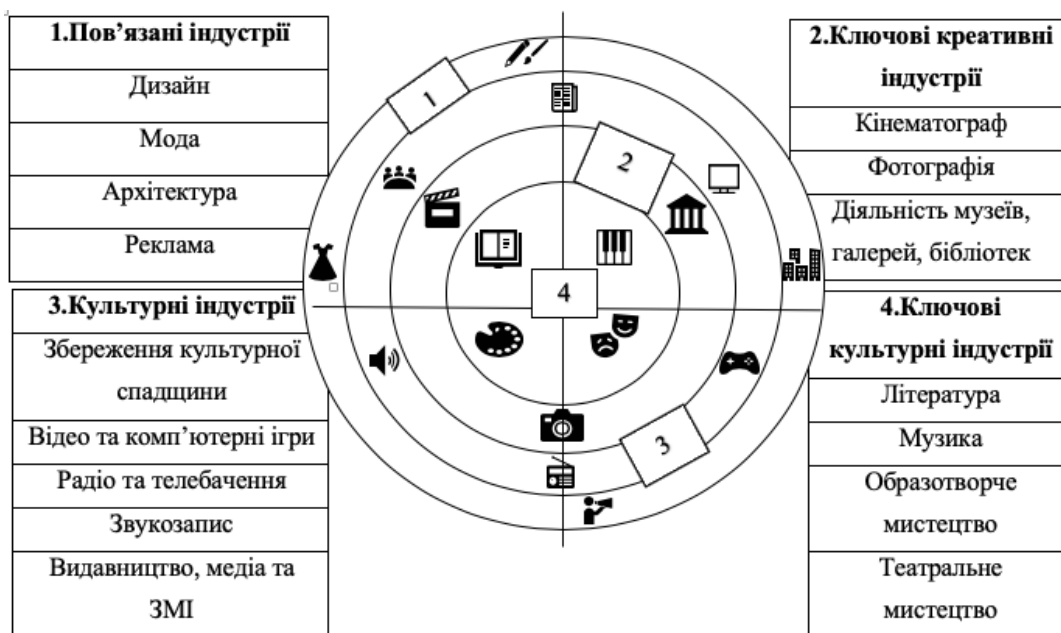 1.Пов’язані індустрії
Дизайн
Мода
Архітектура
Реклама
3.Культурні індустрії
Збереження культурної
спадщини
Відео та комп’ютерні ігри
Радіо та телебачення
Звукозапис
Видавництво, медіа та
ЗМІ
1
2
4
3
2.Ключові креативні
індустрії
Кінематограф
Фотографія
Діяльність музеїв,
галерей, бібліотек
4.Ключові
культурні індустрії
Література
Музика
Образотворче
мистецтво
Театральне
мистецтво